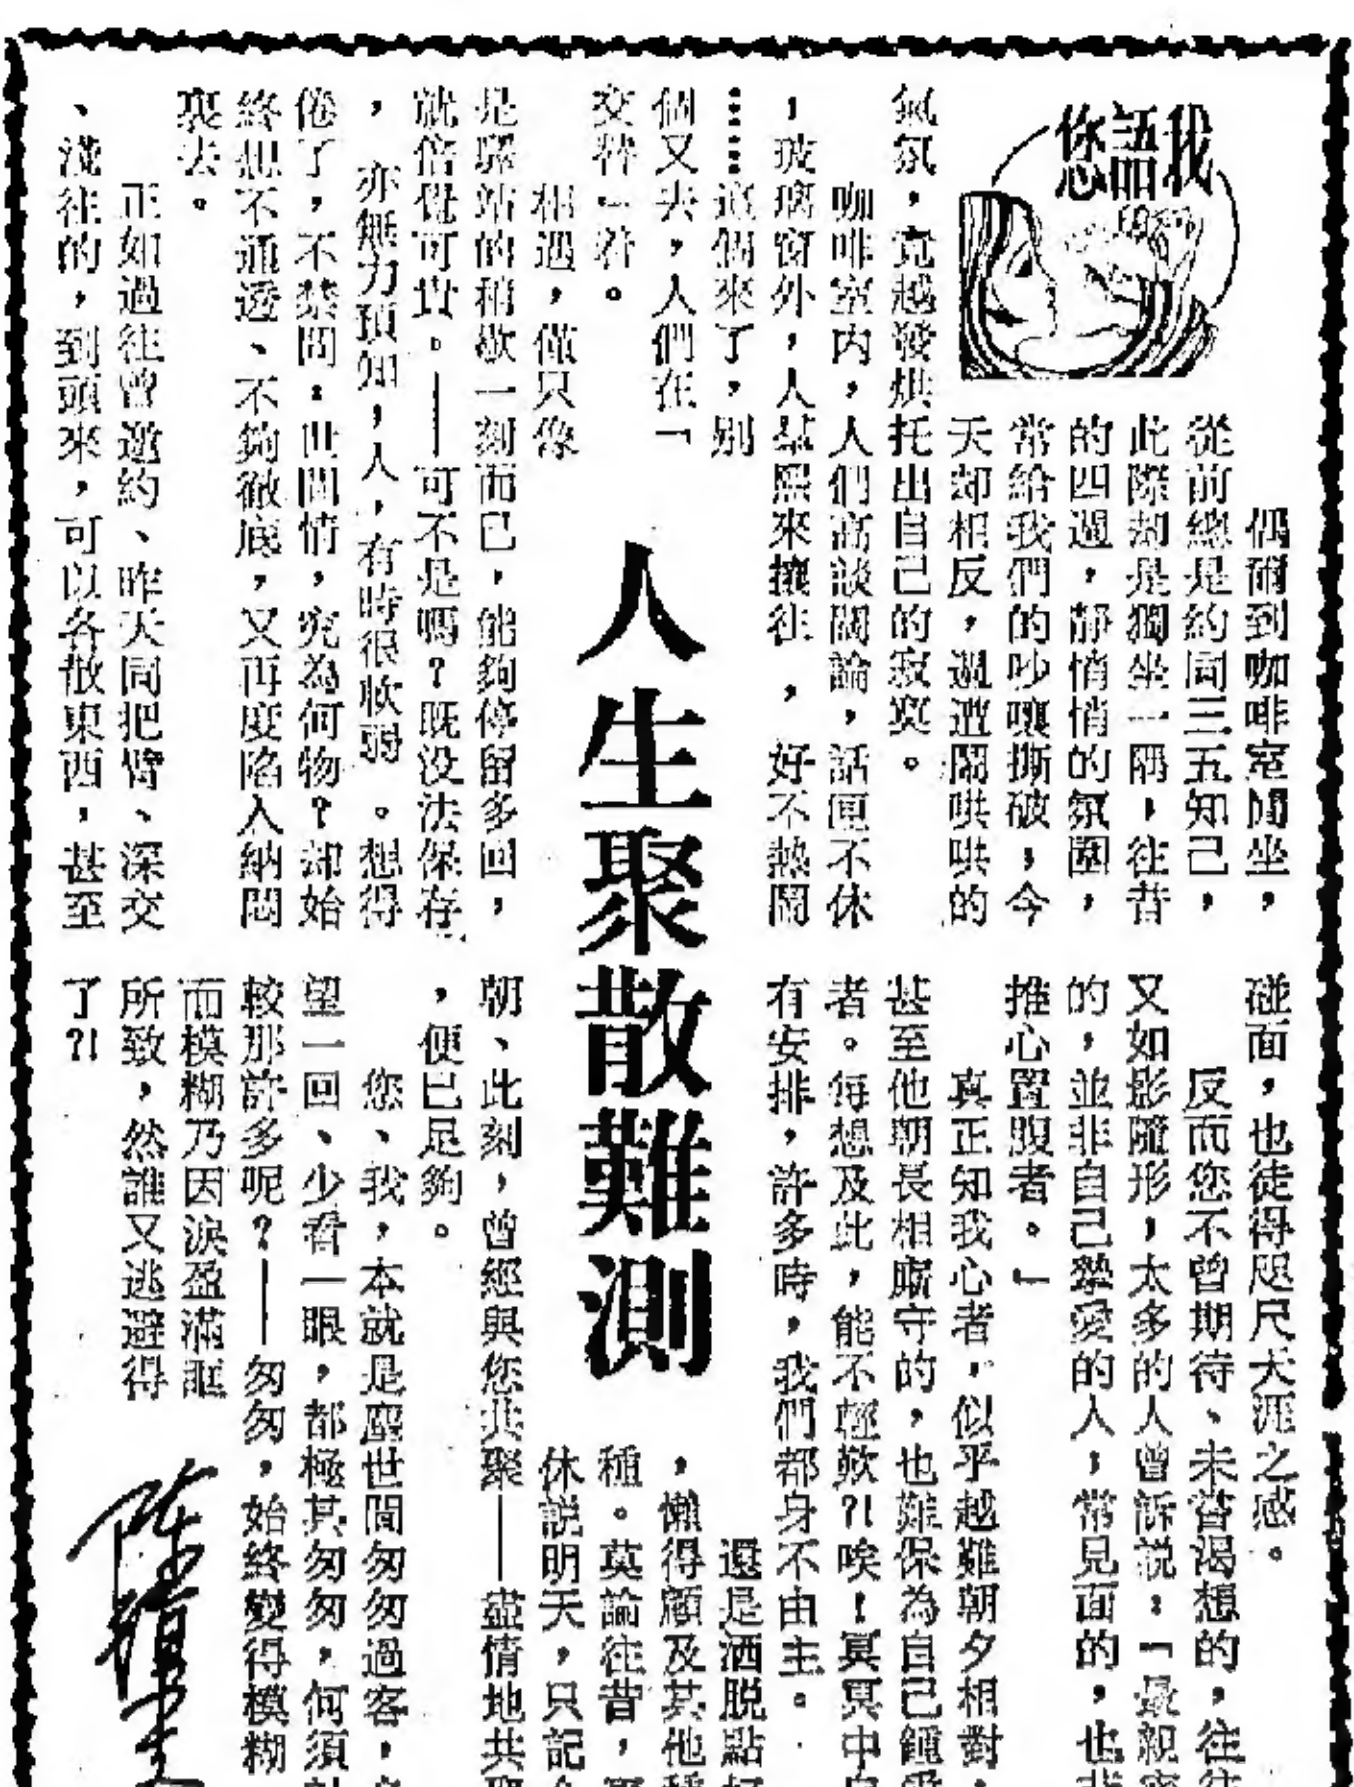 我語您
人生聚散難測
偶爾到咖啡室閒坐，
從前總是約同三五知己，
此際却是獨坐一隅，往昔
的四週，靜悄悄的氛圍，
常給我們的吵嚷撕破；今
天却相反，週遭鬧哄哄的
氣氛，竟越發烘托出自己的寂寞。
咖啡室內，人們高談闊論，話匣不休
，玻璃窗外，人羣熙來攘往，好不熱鬧
……這個來了，別
個又去，人們在「
交替」着。
相遇，僅只像
是驛站的稍歇一刻而已，能夠停留多回，
就倍覺可貴。——可不是嗎？既没法保存
，亦無力預知，人，有時很軟弱。想得
倦了，不禁問：世間情，究為何物？却始
終想不通透、不夠徹底，又再度陷入納悶
裏去。
正如過往曾邀約、昨天同把臂、深交
、淺往的，到頭來，可以各散東西，甚至
碰面，也徒得咫尺天涯之感。
反而您不曾期待、未嘗渴想的，往往
又如影隨形，太多的人曾訴説：「最親密
的，並非自己摯愛的人；常見面的，也非
推心置腹者。」
真正知我心者，似乎越難朝夕相對，
甚至他朝長相廝守的，也難保為自己鍾愛
者。每想及此，能不輕歎？！唉！冥冥中
有安排，許多時，我們都身不由主。
還是洒脱點
，懶得顧及其他種
種。莫論往昔，
休説明天，只記
朝、此刻，曾經與您共聚——盡情地共
，便已足夠。
您、我，本就是塵世間匆匆過客，
望一回、少看一眼，都極其匆匆，何須
較那許多呢？——匆匆，始終變得模糊
而模糊乃因淚盈滿眶
所致，然誰又逃避得
了？！